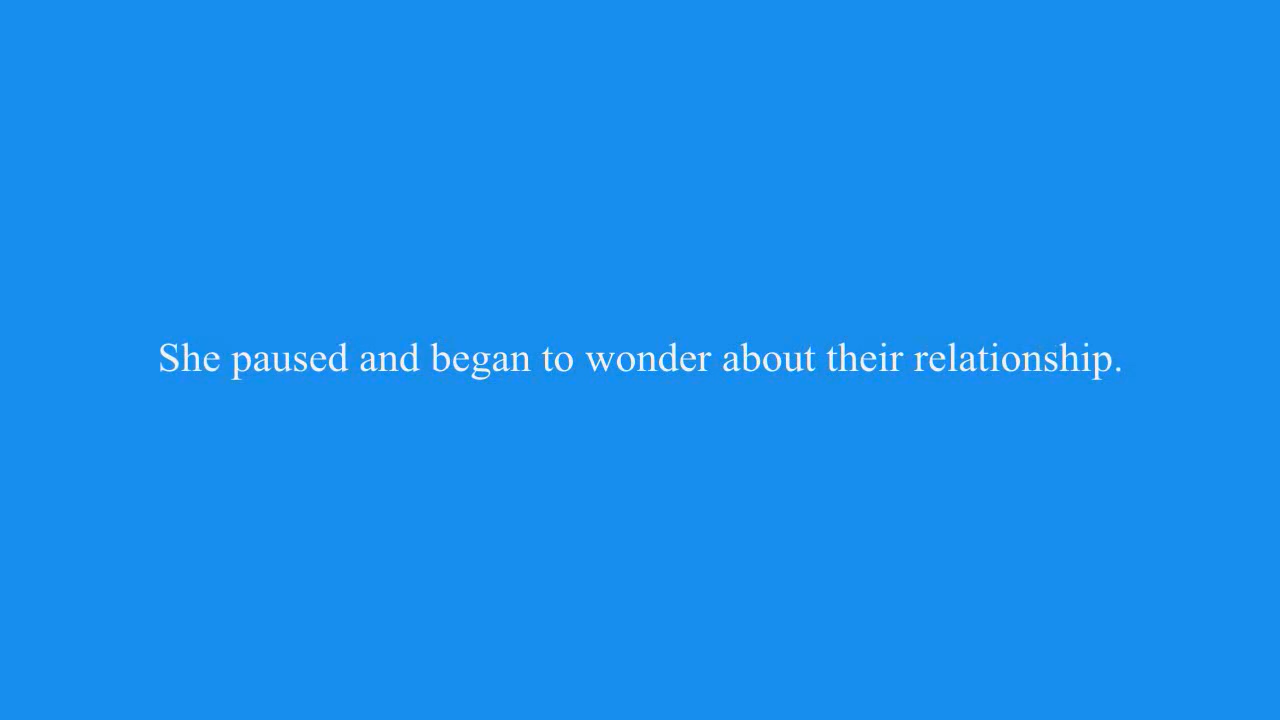 She paused and began to wonder about their relationship.